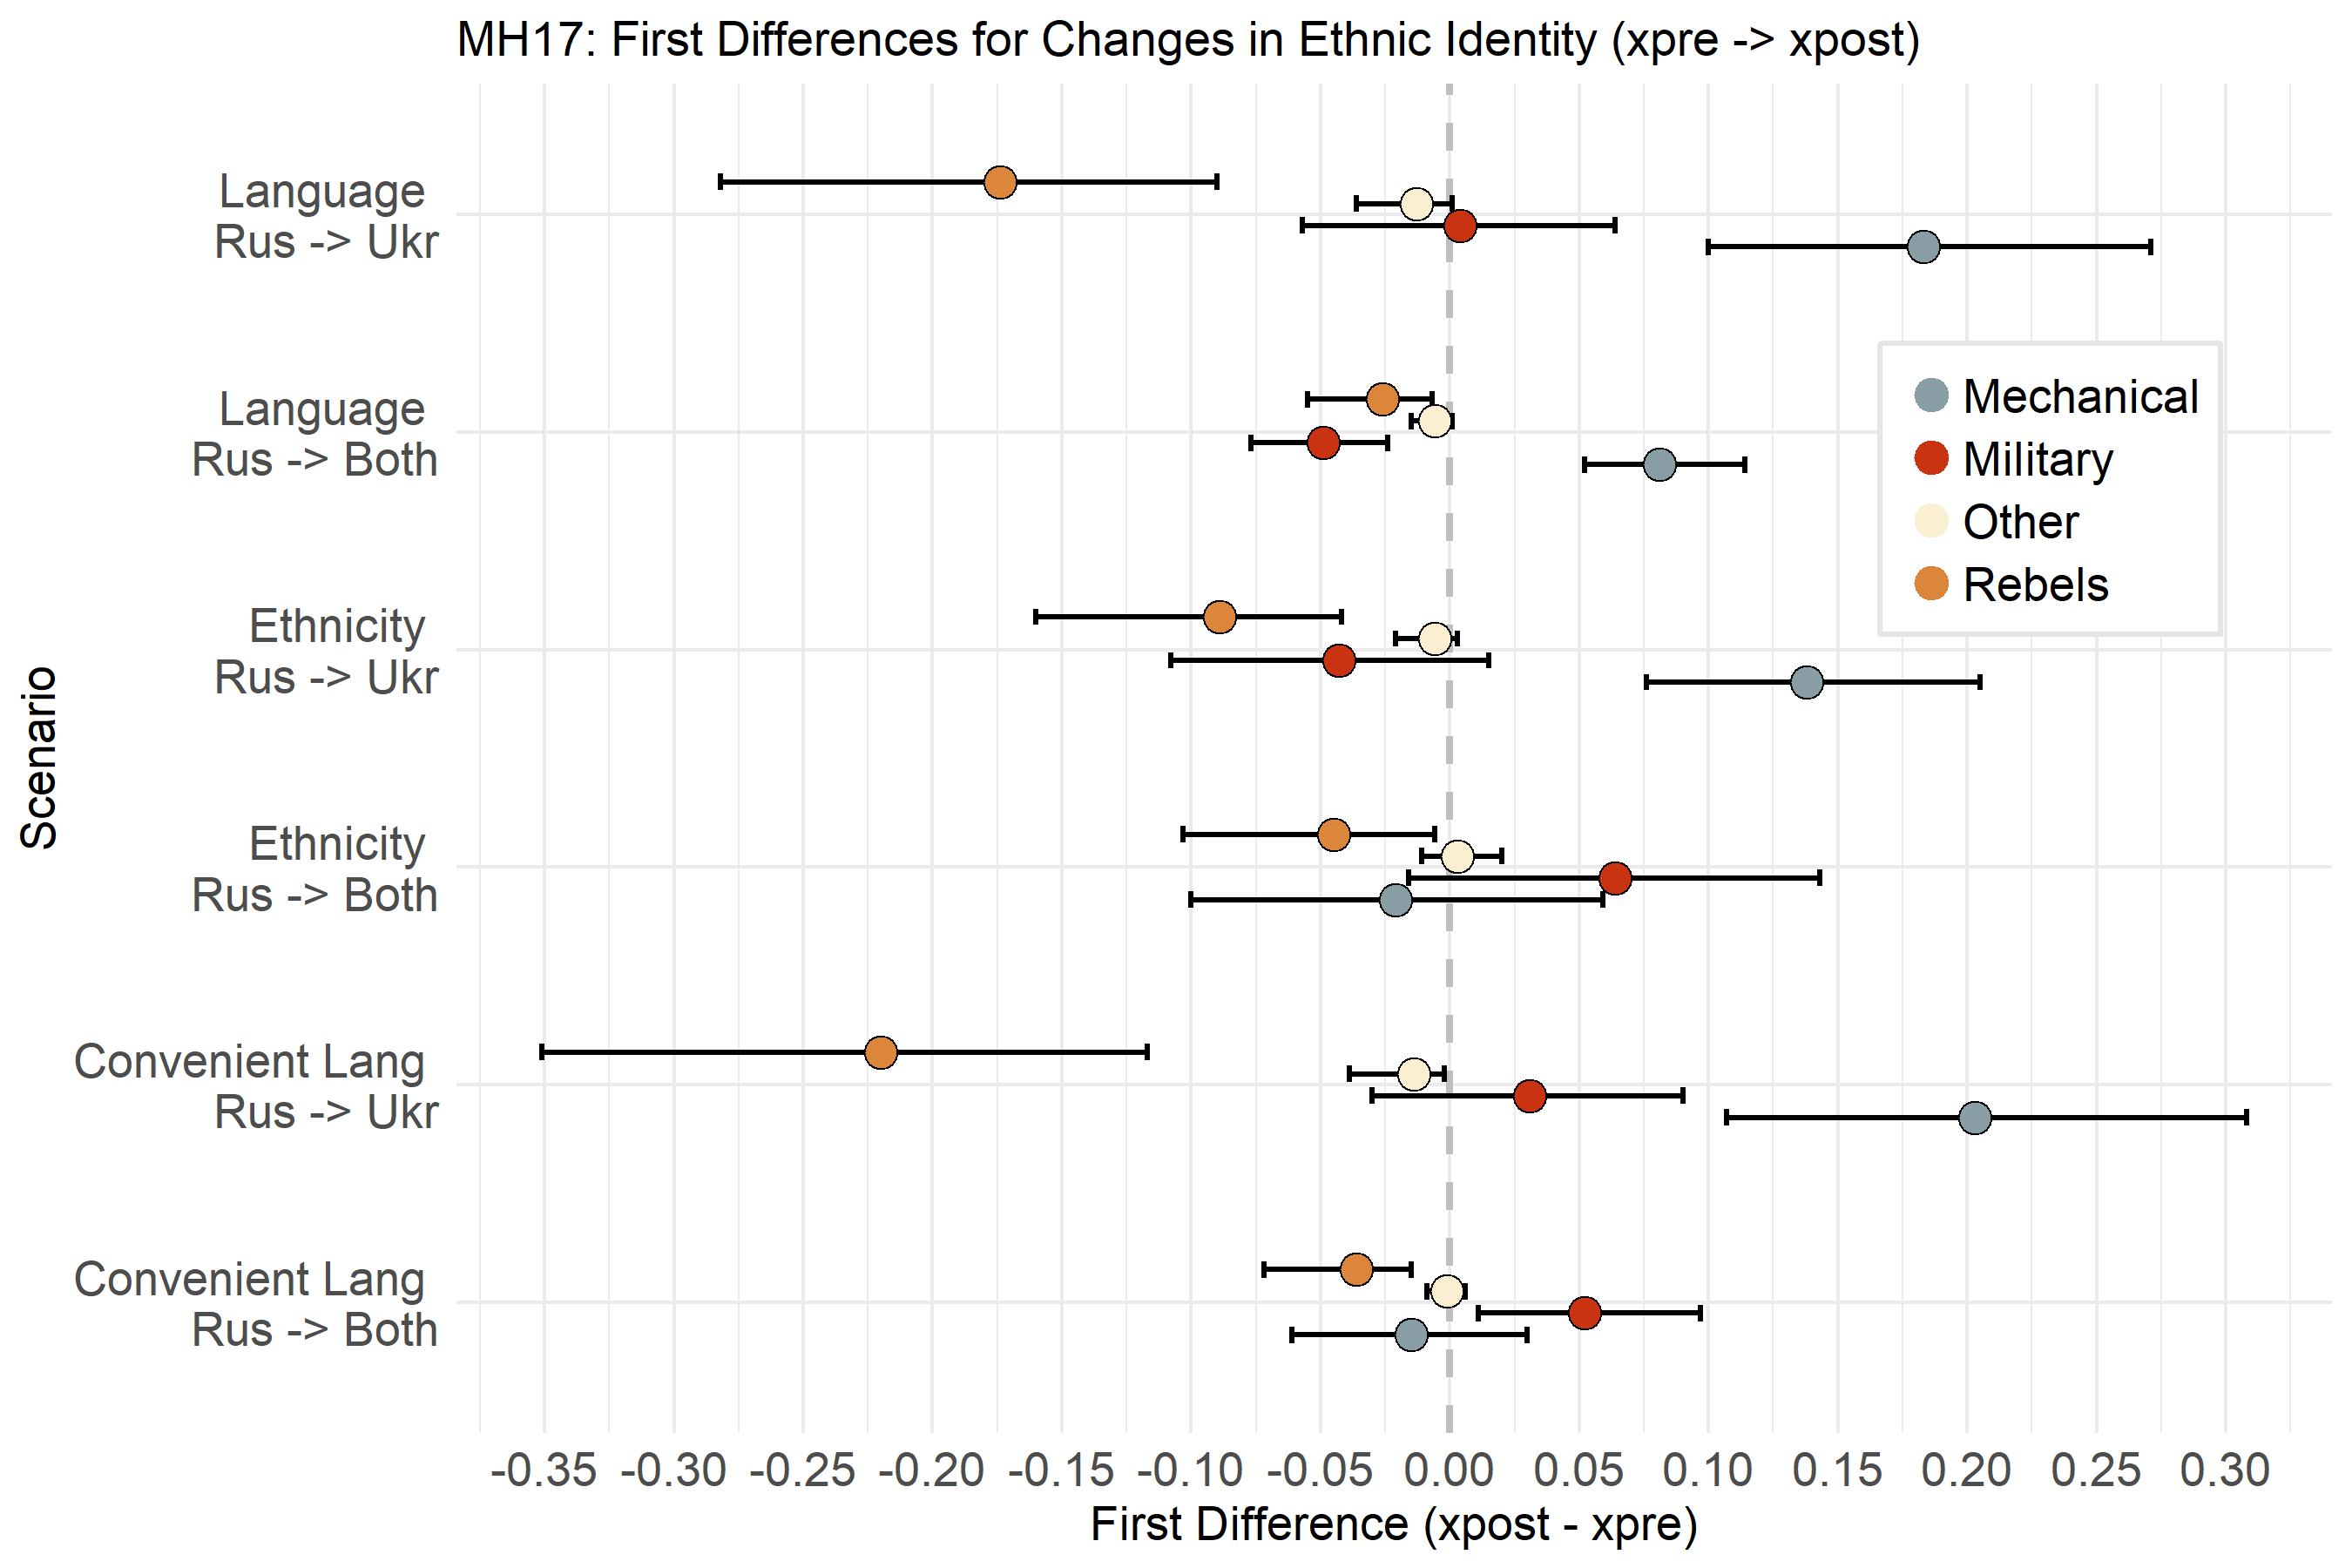 MH17: First Differences for Changes in Ethnic Identity (xpre -> xpost)
Language
Rus -> Ukr
Language
Rus -> Both
Ethnicity
Rus -> Ukr
Ethnicity
Rus -> Both
Convenient Lang
Rus -> Ukr
Convenient Lang
Rus -> Both
Scenario
Mechanical
Military
Other
Rebels
-0.35 -0.30 -0.25 -0.20 -0.15 -0.10 -0.05 0.00 0.05 0.10 0.15 0.20 0.25 0.30
First Difference (xpost - xpre)